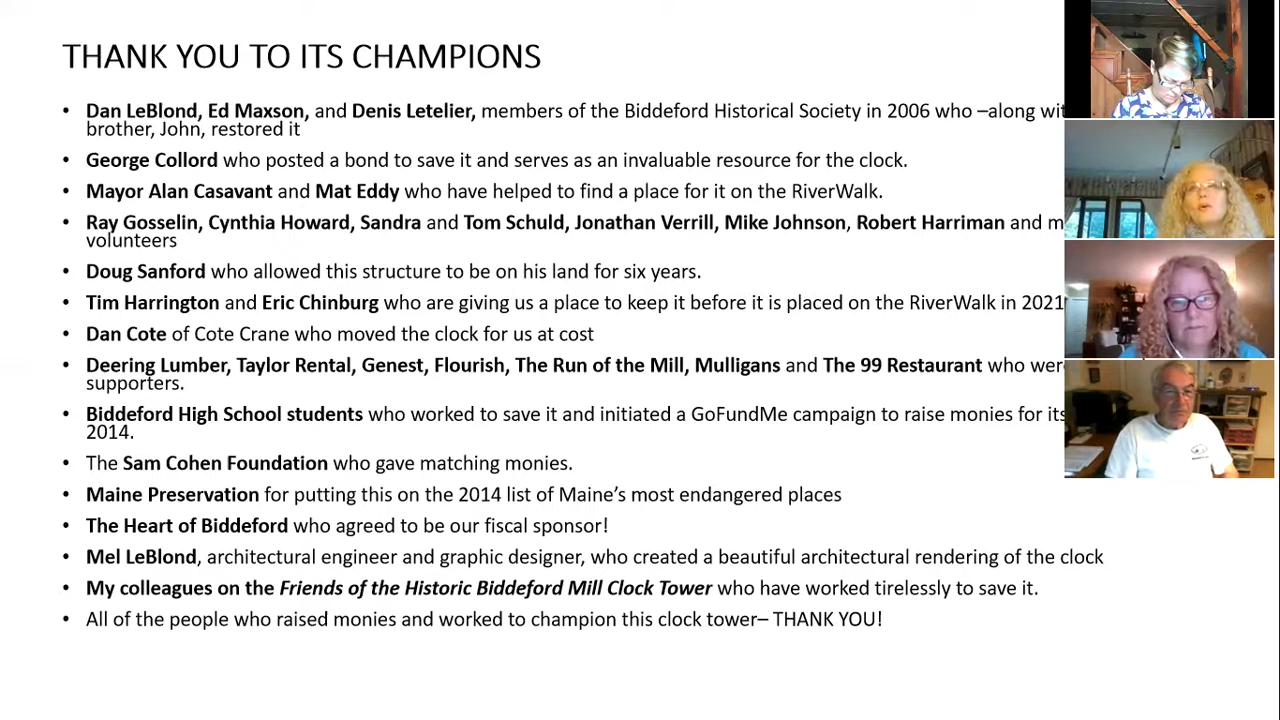 THANK YOU TO ITS CHAMPIONS
• Dan LeBlond, Ed Maxson, and Denis Letelier, members of the Biddeford Historical Society in 2006 who –along
brother, John, restored it
• George Collord who posted a bond to save it and serves as an invaluable resource for the clock.
• Mayor Alan Casavant and Mat Eddy who have helped to find a place for it on the RiverWalk.
• Ray Gosselin, Cynthia Howard, Sandra and Tom Schuld, Jonathan Verrill, Mike Johnson, Robert Harriman and
volunteers
• Doug Sanford who allowed this structure to be on his land for six years.
• Tim Harrington and Eric Chinburg who are giving us a place to keep it before it is placed on the RiverWalk in 2021
• Dan Cote of Cote Crane who moved the clock for us at cost
• Deering Lumber, Taylor Rental, Genest, Flourish, The Run of the Mill, Mulligans and The 99 Restaurant who
supporters.
• Biddeford High School students who worked to save it and initiated a GoFundMe campaign to raise monies for its
2014.
• The Sam Cohen Foundation who gave matching monies.
• Maine Preservation for putting this on the 2014 list of Maine’s most endangered places
• The Heart of Biddeford who agreed to be our fiscal sponsor!
• Mel LeBlond, architectural engineer and graphic designer, who created a beautiful architectural rendering of the clock
• My colleagues on the Friends of the Historic Biddeford Mill Clock Tower who have worked tirelessly to save it.
• All of the people who raised monies and worked to champion this clock tower– THANK YOU!